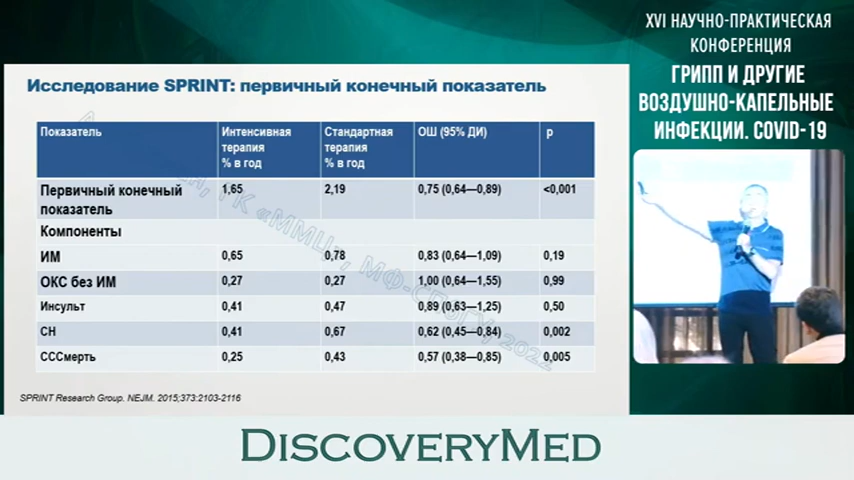 XVI НАУЧНО-ПРАКТИЧЕСКАЯ
КОНФЕРЕНЦИЯ
ГРИПП И ДРУГИЕ
ВОЗДУШНО-КАПЕЛЬНЫЕ
ИНФЕКЦИИ. COVID-19
Исследование SPRINT: первичный конечный показатель
Показатель Интенсивная терапия % в год Стандартная терапия % в год ОШ (95% ДИ) р
Первичный конечный показатель 1,65 2,19 0,75 (0,64—0,89) <0,001
Компоненты
ИМ 0,65 0,78 0,83 (0,64—1,09) 0,19
ОКС без ИМ 0,27 0,27 1,00 (0,64—1,55) 0,99
Инсульт 0,41 0,47 0,89 (0,63—1,25) 0,50
СН 0,41 0,67 0,62 (0,45—0,84) 0,002
СССмерть 0,25 0,43 0,57 (0,38—0,85) 0,005
SPRINT Research Group. NEJM. 2015;373:2103-2116
DISCOVERYMED